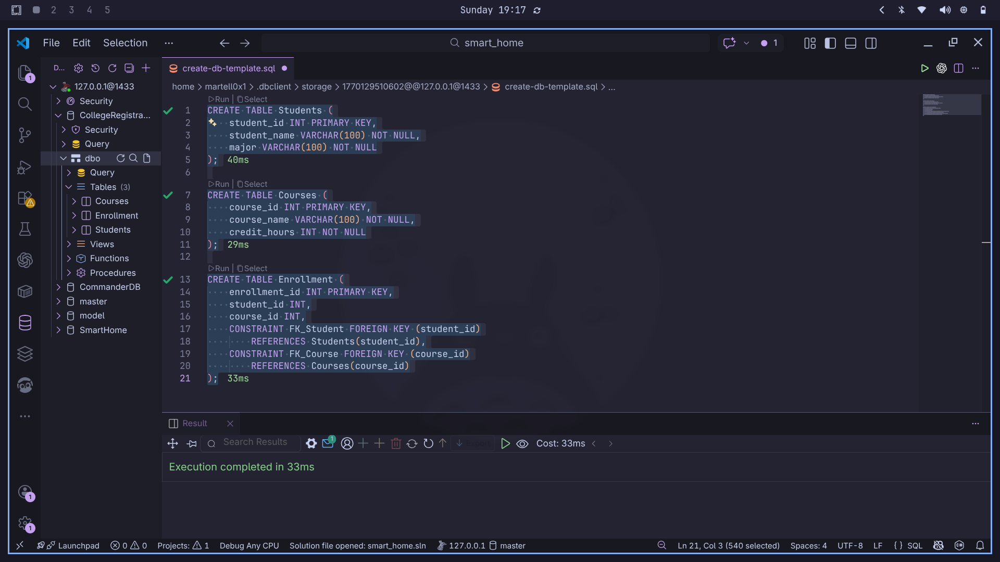 2 3 4 5
Sunday 19:17
File Edit Selection ...
smart_home
1
D...
create-db-template.sql
127.0.0.1@1433
Security
CollegeRegistra...
Security
Query
dbo
Query
Tables (3)
Courses
Enrollment
Students
Views
Functions
Procedures
CommanderDB
master
model
SmartHome
1
1
1
home > martell0x1 > .dbclient > storage > 1770129510602@@127.0.0.1@1433 > create-db-template.sql > ...
Run | Select
1 CREATE TABLE Students (
2 student_id INT PRIMARY KEY,
3 student_name VARCHAR(100) NOT NULL,
4 major VARCHAR(100) NOT NULL
5 ); 40ms
6
Run | Select
7 CREATE TABLE Courses (
8 course_id INT PRIMARY KEY,
9 course_name VARCHAR(100) NOT NULL,
10 credit_hours INT NOT NULL
11 ); 29ms
12
Run | Select
13 CREATE TABLE Enrollment (
14 enrollment_id INT PRIMARY KEY,
15 student_id INT,
16 course_id INT,
17 CONSTRAINT FK_Student FOREIGN KEY (student_id)
18 REFERENCES Students(student_id),
19 CONSTRAINT FK_Course FOREIGN KEY (course_id)
20 REFERENCES Courses(course_id)
21 ); 33ms
Result
Search Results
1
Export
Cost: 33ms
Execution completed in 33ms
Launchpad 0 0 Projects: 1 Debug Any CPU Solution file opened: smart_home.sln 127.0.0.1 master
Ln 21, Col 3 (540 selected) Spaces: 4 UTF-8 LF { } SQL